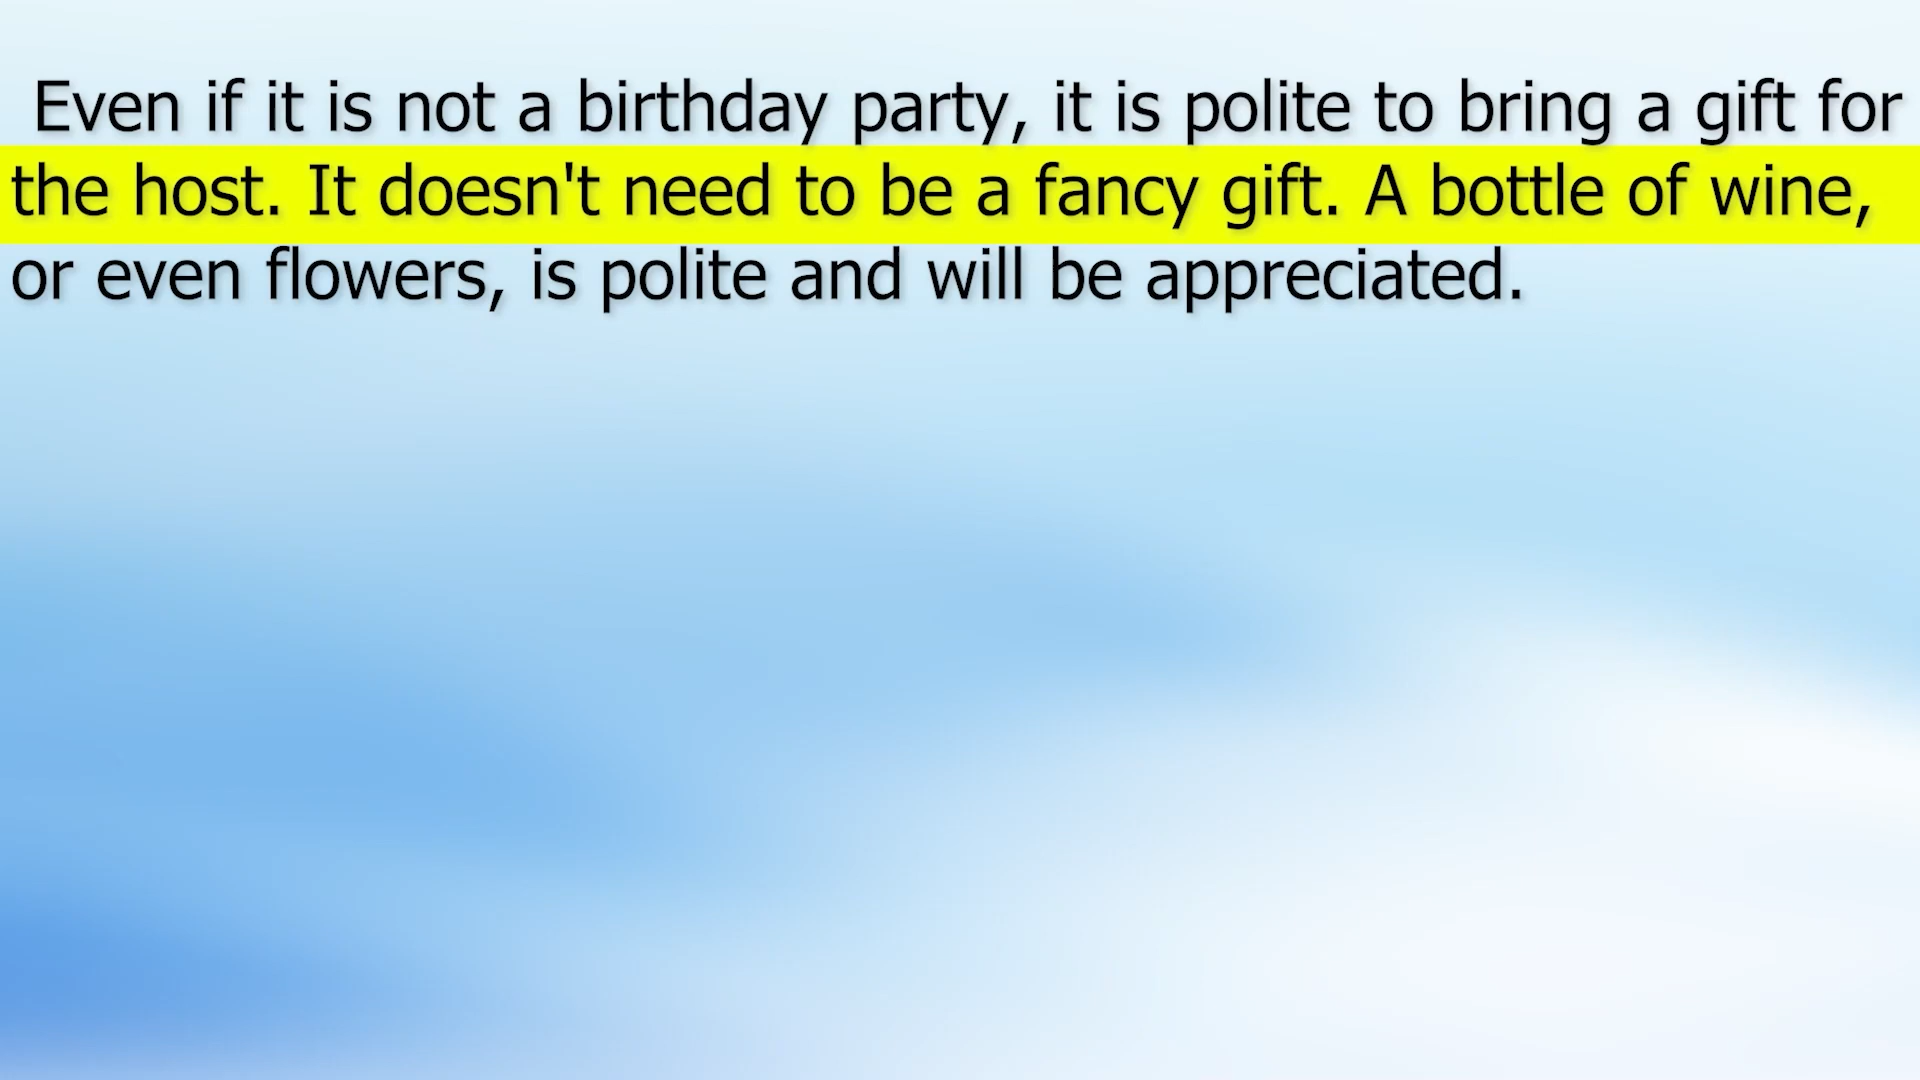 Even if it is not a birthday party, it is polite to bring a gift for
the host. It doesn't need to be a fancy gift. A bottle of wine,
or even flowers, is polite and will be appreciated.